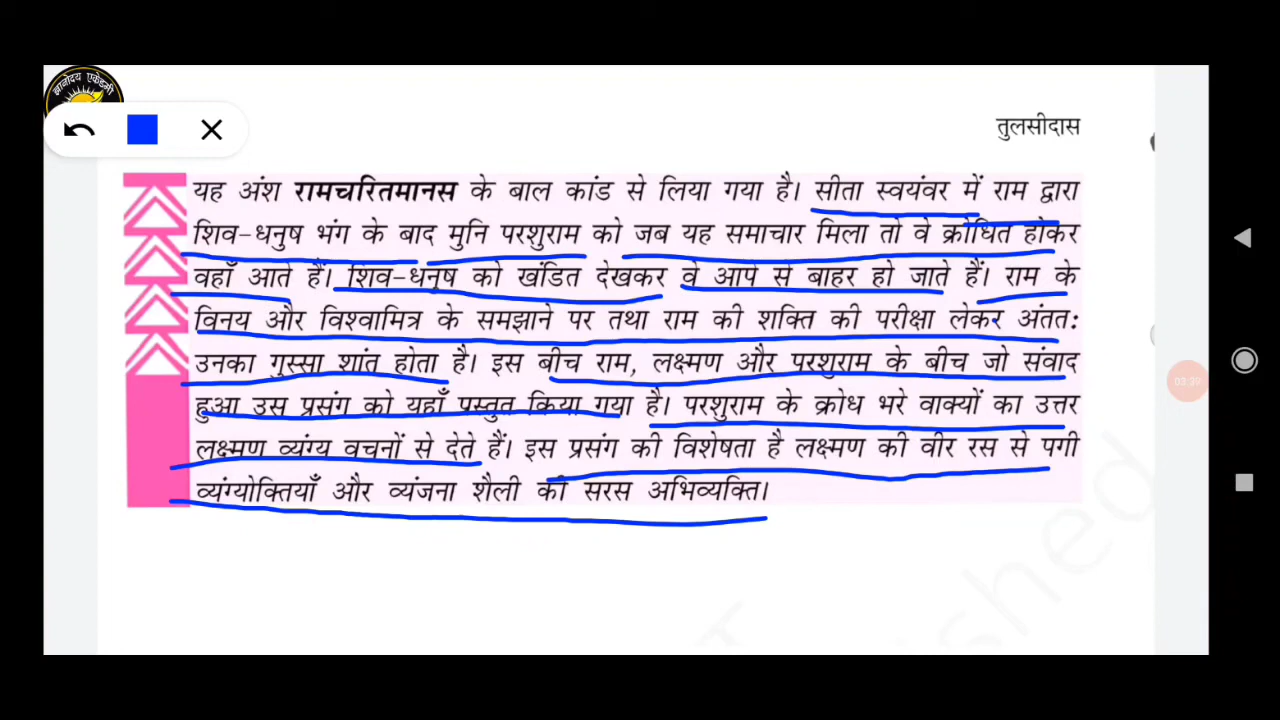 ज्ञानोदय एकेडमी
तुलसीदास
यह अंश रामचरितमानस के बाल कांड से लिया गया है। सीता स्वयंवर में राम द्वारा
शिव-धनुष भंग के बाद मुनि परशुराम को जब यह समाचार मिला तो वे क्रोधित होकर
वहाँ आते हैं। शिव-धनुष को खंडित देखकर वे आपे से बाहर हो जाते हैं। राम के
विनय और विश्वामित्र के समझाने पर तथा राम की शक्ति की परीक्षा लेकर अंतत:
उनका गुस्सा शांत होता है। इस बीच राम, लक्ष्मण और परशुराम के बीच जो संवाद
हुआ उस प्रसंग को यहाँ प्रस्तुत किया गया है। परशुराम के क्रोध भरे वाक्यों का उत्तर
लक्ष्मण व्यंग्य वचनों से देते हैं। इस प्रसंग की विशेषता है लक्ष्मण की वीर रस से पगी
व्यंग्योक्तियाँ और व्यंजना शैली की सरस अभिव्यक्ति।